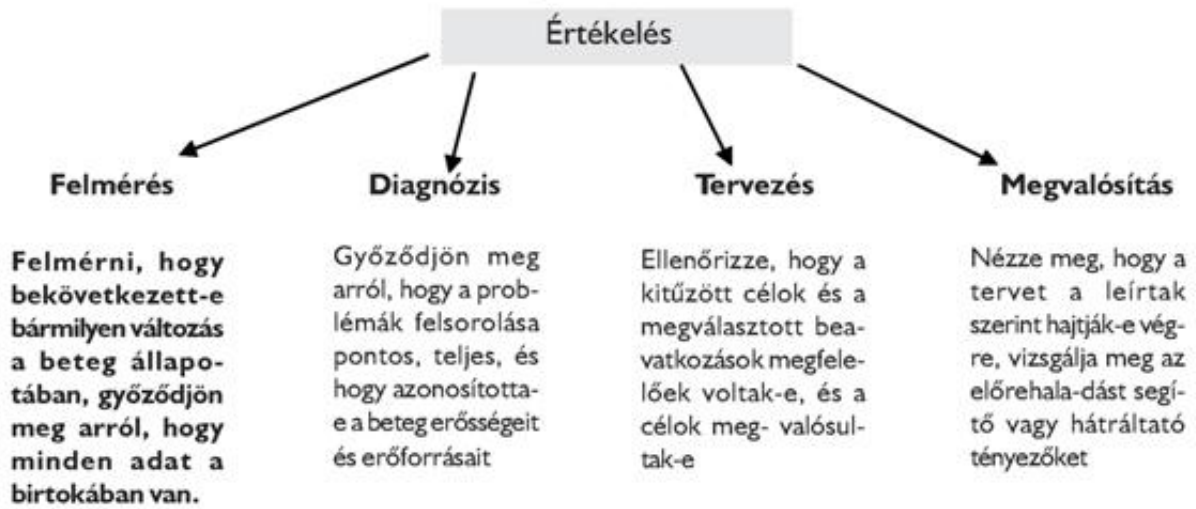 Értékelés
Felmérés
Felmérni, hogy
bekövetkezett-e
bármilyen változás
a beteg állapo-
tában, győződjön
meg arról, hogy
minden adat a
birtokában van.
Diagnózis
Győződjön meg
arról, hogy a prob-
lémák felsorolása
pontos, teljes, és
hogy azonosította-
e a beteg erősségeit
és erőforrásait
Tervezés
Ellenőrizze, hogy a
kitűzött célok és a
megválasztott bea-
vatkozások megfele-
lőek voltak-e, és a
célok meg- valósul-
tak-e
Megvalósítás
Nézze meg, hogy a
tervet a leírtak
szerint hajtják-e vég-
re, vizsgálja meg az
előrehala-dást segí-
tő vagy hátráltató
tényezőket